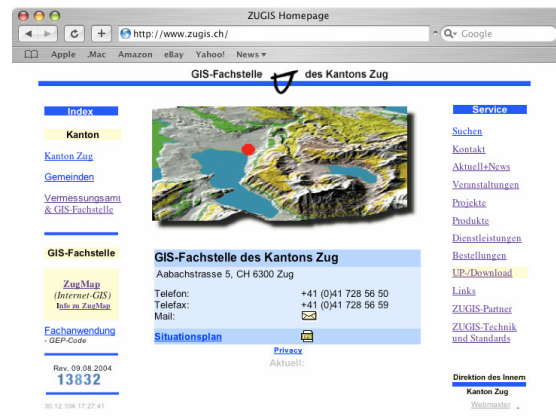 ZUGIS Homepage
http://www.zugis.ch/
Google
Apple .Mac Amazon eBay Yahoo! News
GIS-Fachstelle des Kantons Zug
Index
Kanton
Kanton Zug
Gemeinden
Vermessungsamt
& GIS-Fachstelle
GIS-Fachstelle
ZugMap
(Internet-GIS)
Info zu ZugMap
Fachanwendung
- GEP-Code
Rev. 09.08.2004
13832
30.12.104 17:27:41
GIS-Fachstelle des Kantons Zug
Aabachstrasse 5, CH 6300 Zug
Telefon: +41 (0)41 728 56 50
Telefax: +41 (0)41 728 56 59
Mail:
Situationsplan
Privacy
Aktuell:
Service
Suchen
Kontakt
Aktuell+News
Veranstaltungen
Projekte
Produkte
Dienstleistungen
Bestellungen
UP-/Download
Links
ZUGIS-Partner
ZUGIS-Technik
und Standards
Direktion des Innern
Kanton Zug
Webmaster